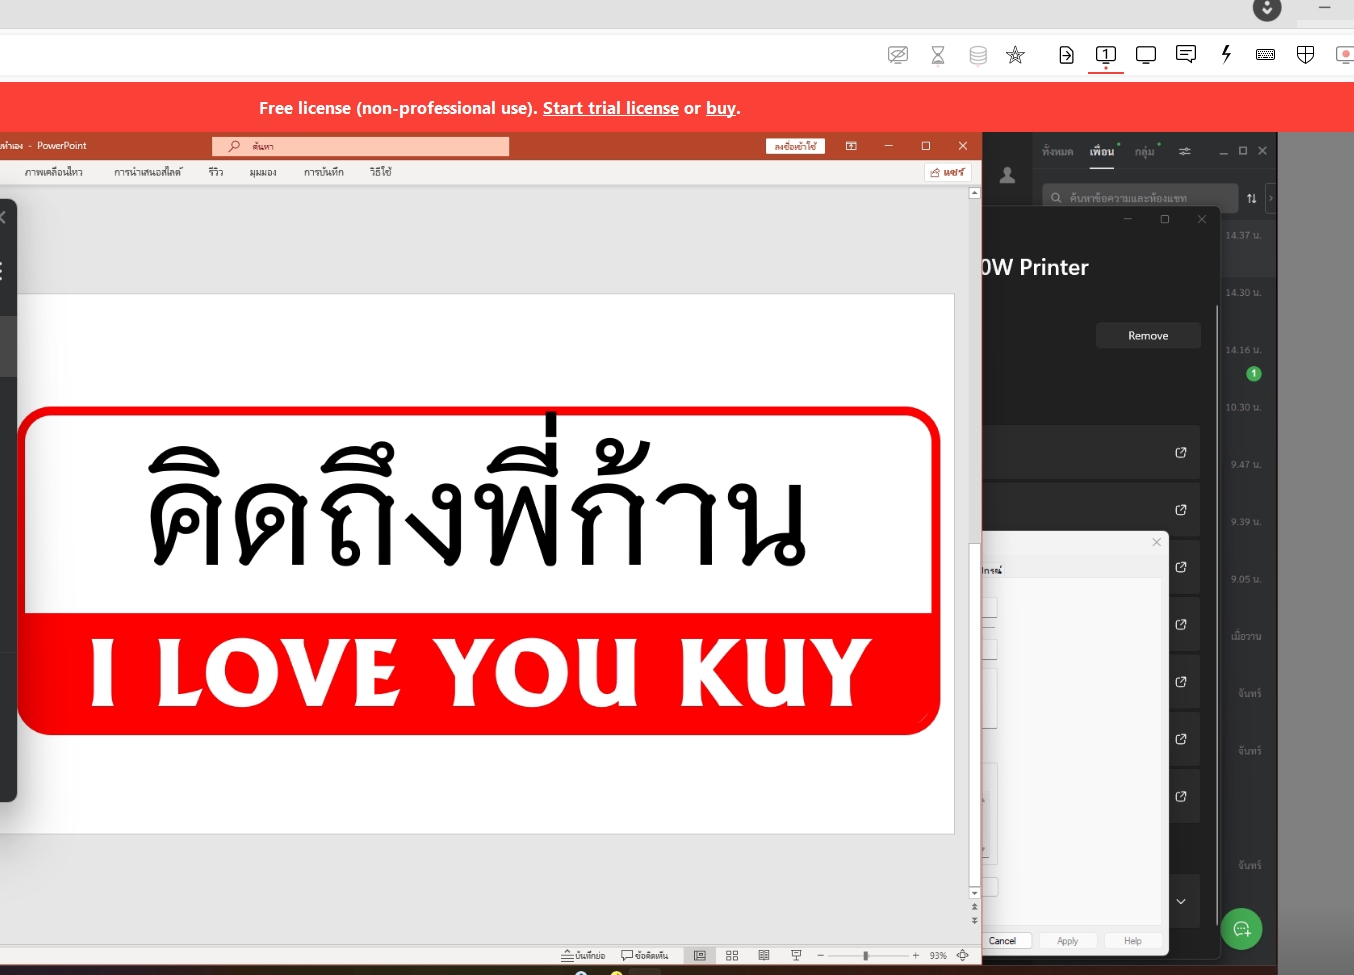 1
Free license (non-professional use). Start trial license or buy.
- PowerPoint
ค้นหา
ลงชื่อเข้าใช้
ภาพเคลื่อนไหว การนำเสนอสไลด์ รีวิว มุมมอง การบันทึก วิธีใช้
แชร์
ทั้งหมด เพื่อน กลุ่ม
ค้นหาข้อความและห้องแชท
14.37 น.
0W Printer
14.30 น.
Remove
14.16 น.
1
10.30 น.
คิดถึงพี่ก้าน
9.47 น.
9.39 น.
9.05 น.
I LOVE YOU KUY
เมื่อวาน
จันทร์
จันทร์
จันทร์
Cancel Apply Help
บันทึกย่อ ข้อคิดเห็น
93%